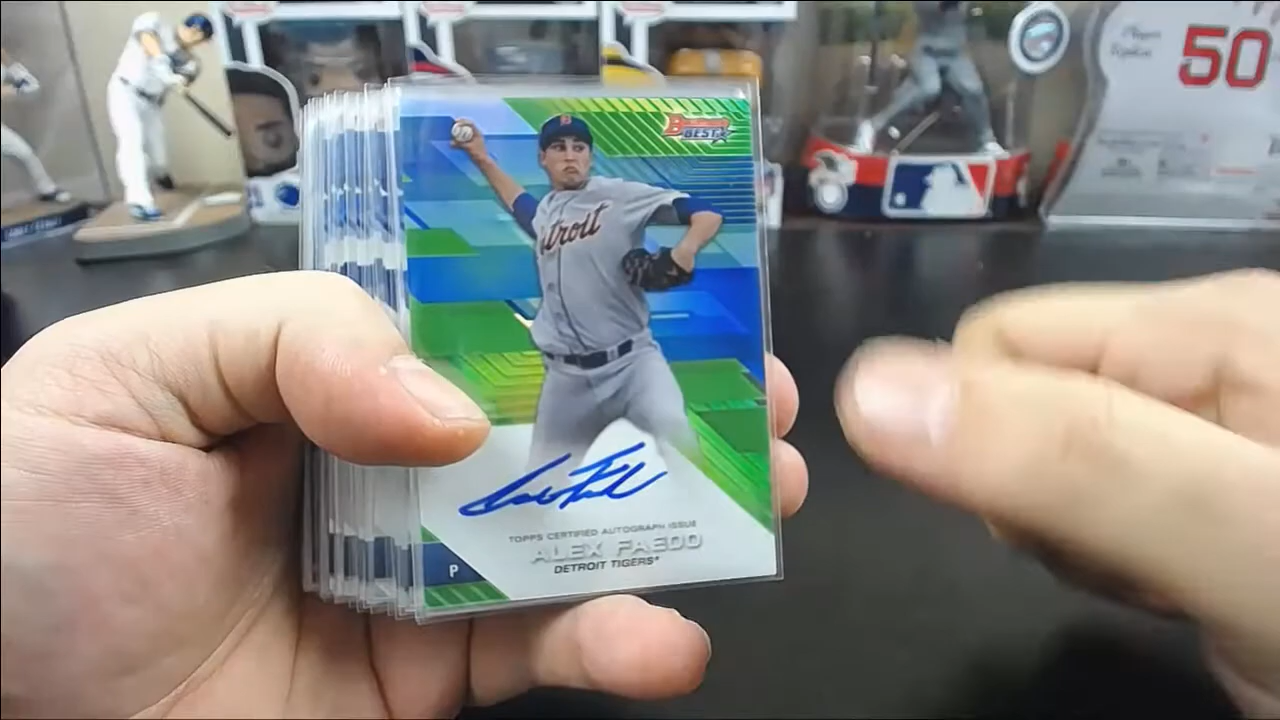 50
Bowman's
BEST
B
Detroit
TOPPS CERTIFIED AUTOGRAPH ISSUE
ALEX FAEDO
DETROIT TIGERS
P